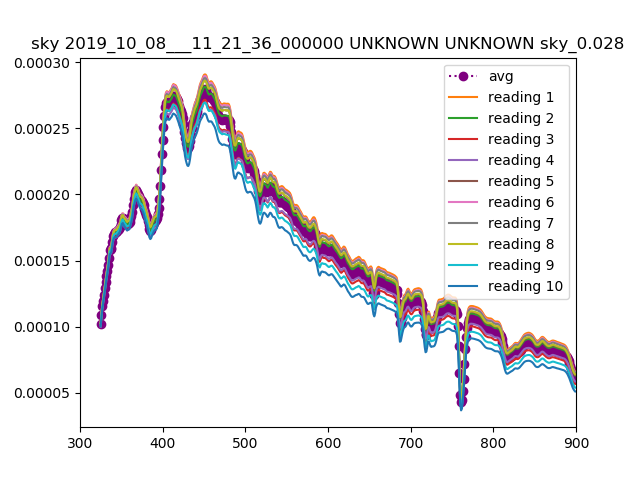 sky 2019_10_08___11_21_36_000000 UNKNOWN UNKNOWN sky_0.028
0.00030
0.00025
0.00020
0.00015
0.00010
0.00005
300 400 500 600 700 800 900
avg
reading 1
reading 2
reading 3
reading 4
reading 5
reading 6
reading 7
reading 8
reading 9
reading 10